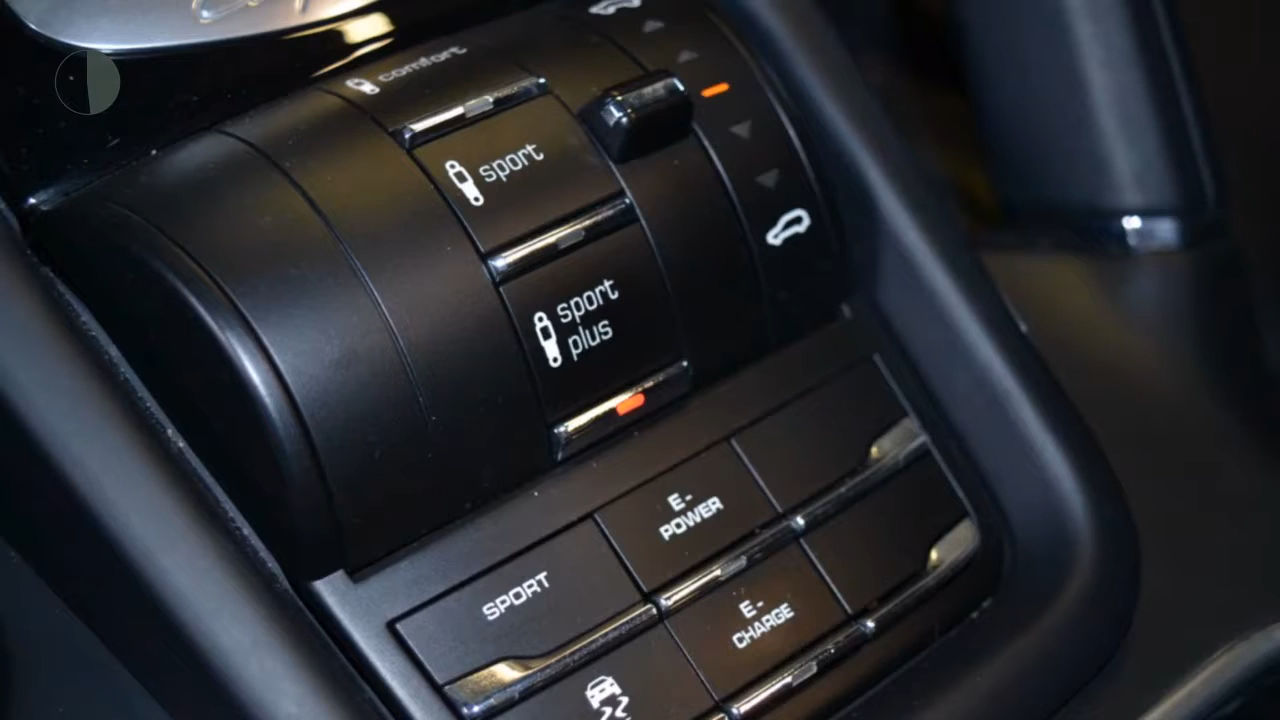 comfort
sport
sport
plus
E-
POWER
SPORT
E-
CHARGE